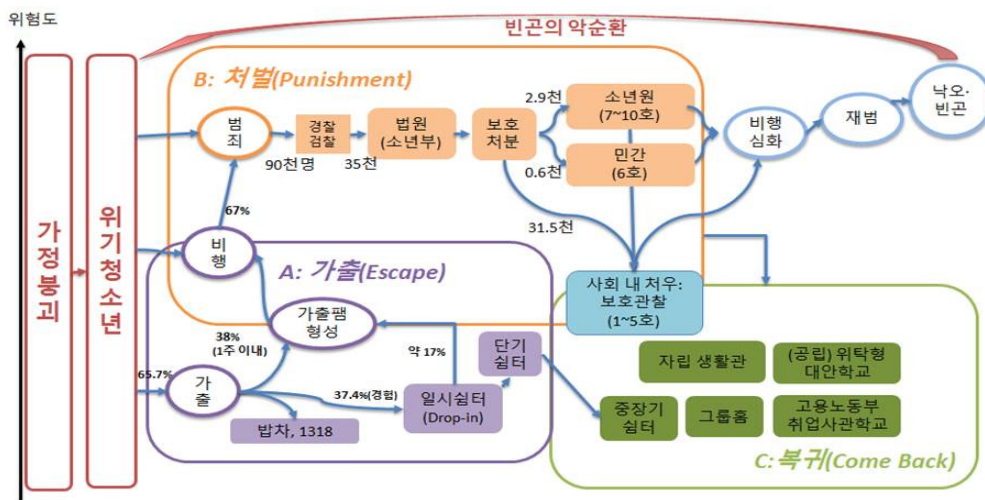 위험도
빈곤의 악순환
B: 처벌(Punishment)
낙오·
빈곤
재범
비행
심화
소년원
(7~10호)
2.9천
민간
(6호)
0.6천
보호
처분
법원
(소년부)
35천
경찰
검찰
90천명
범
죄
67%
31.5천
가정붕괴
위기청소년
비
행
A: 가출(Escape)
사회 내 처우:
보호관찰
(1~5호)
가출팸
형성
38%
(1주 이내)
약 17%
단기
쉼터
65.7%
가
출
37.4%(경험)
일시쉼터
(Drop-in)
밥차, 1318
자립 생활관
(공립) 위탁형
대안학교
중장기
쉼터
그룹홈
고용노동부
취업사관학교
C: 복귀(Come Back)